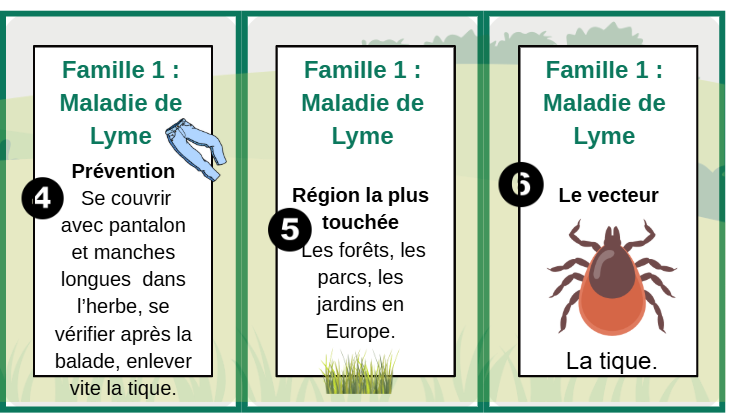 Famille 1 :
Maladie de
Lyme
Prévention
4
Se couvrir
avec pantalon
et manches
longues dans
l'herbe, se
vérifier après la
balade, enlever
vite la tique.
Famille 1 :
Maladie de
Lyme
Région la plus
touchée
5
Les forêts, les
parcs, les
jardins en
Europe.
Famille 1 :
Maladie de
Lyme
6
Le vecteur
La tique.